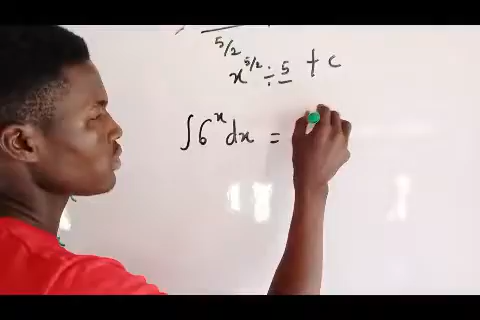 5/2
x^5/2 ÷ 5 + c
∫6^x dx =